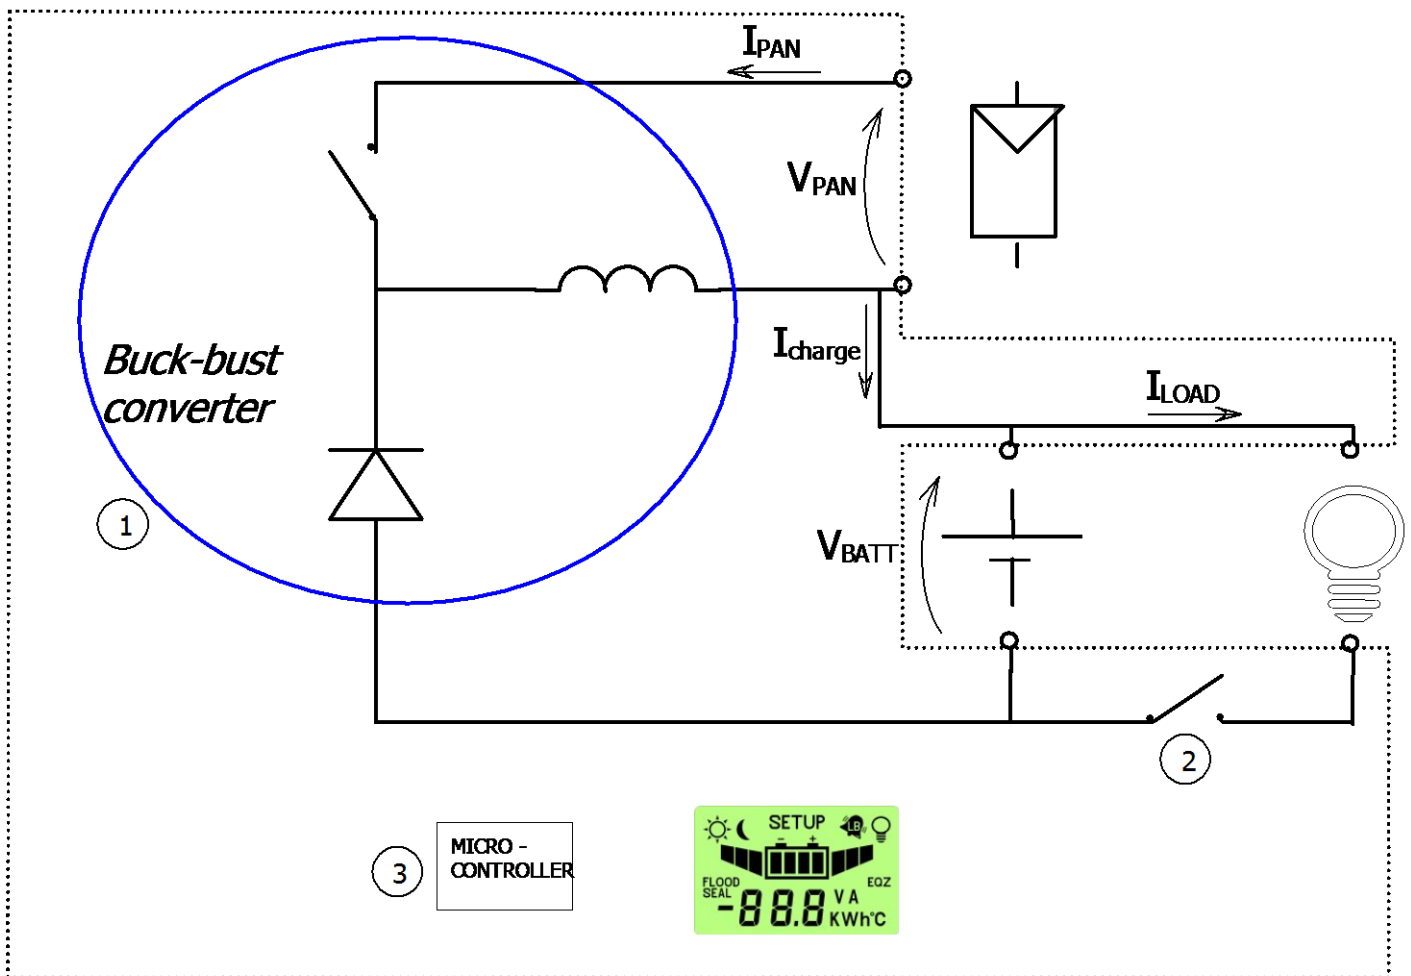 IPAN
VPAN
Icharge
ILOAD
Buck-bust
converter
1
VBATT
2
3
MICRO -
CONTROLLER
SETUP
LB
- +
FLOOD
SEAL
EQZ
-88.8
V A
KWh°C